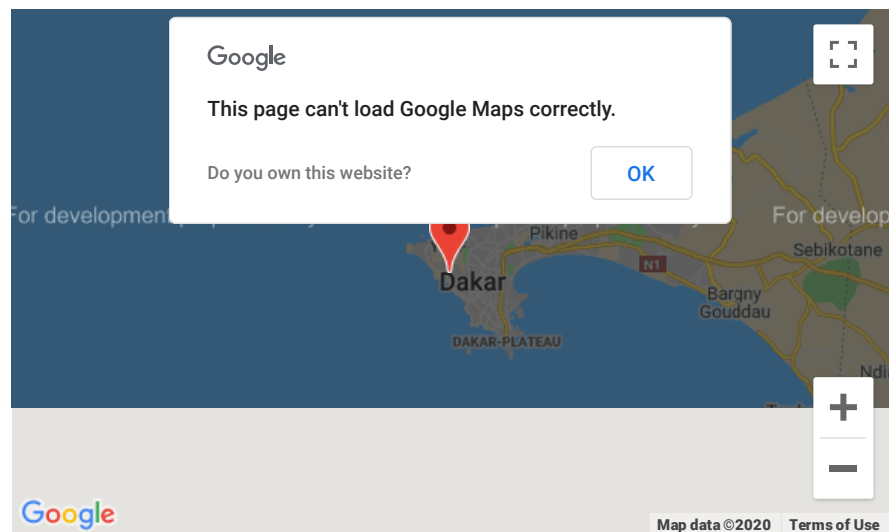 Google
This page can't load Google Maps correctly.
Do you own this website?
OK
For development
For develop
Pikine
Sebikotane
N1
Dakar
Bargny
Gouddau
DAKAR-PLATEAU
Google
Map data ©2020
Terms of Use